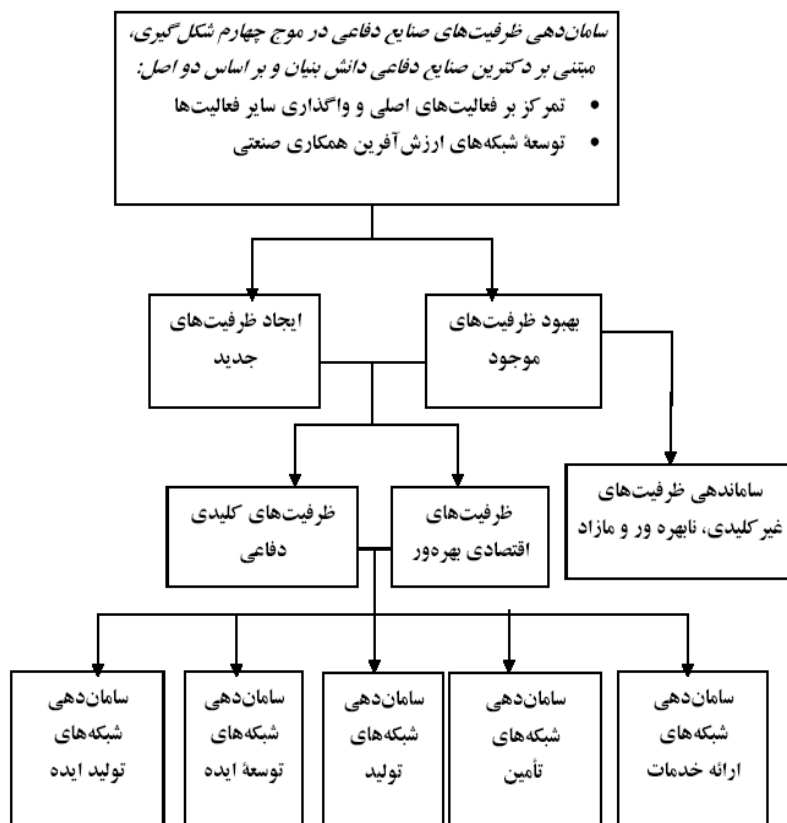 سامان‌دهی ظرفیت‌های صنایع دفاعی در موج چهارم شکل‌گیری،
مبتنی بر دکترین صنایع دفاعی دانش بنیان و بر اساس دو اصل:
• تمرکز بر فعالیت‌های اصلی و واگذاری سایر فعالیت‌ها
• توسعهٔ شبکه‌های ارزش‌آفرین همکاری صنعتی
بهبود ظرفیت‌های
موجود
ایجاد ظرفیت‌های
جدید
ساماندهی ظرفیت‌های
غیر کلیدی، نابهره ور و مازاد
ظرفیت‌های
اقتصادی بهره‌ور
ظرفیت‌های کلیدی
دفاعی
سامان‌دهی
شبکه‌های
ارائه خدمات
سامان‌دهی
شبکه‌های
تأمین
سامان‌دهی
شبکه‌های
تولید
سامان‌دهی
شبکه‌های
توسعهٔ ایده
سامان‌دهی
شبکه‌های
تولید ایده